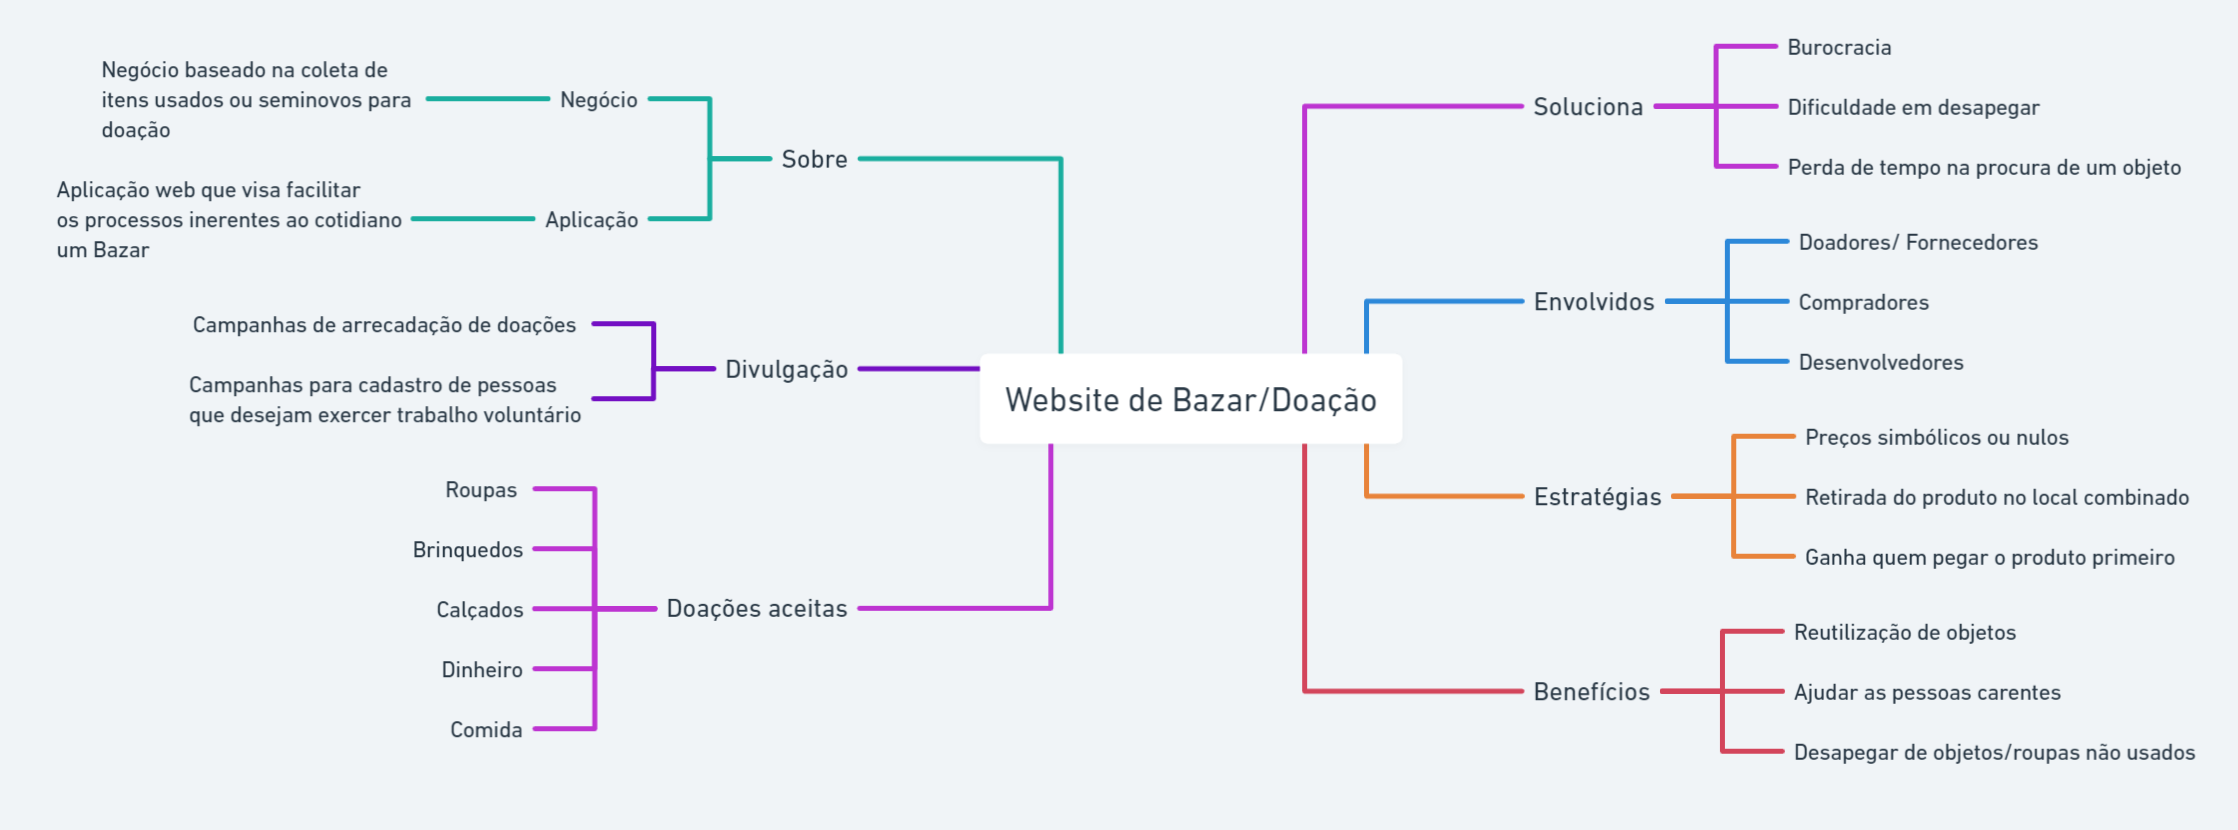 Negócio baseado na coleta de
itens usados ou seminovos para
doação
Negócio
Sobre
Aplicação web que visa facilitar
os processos inerentes ao cotidiano
um Bazar
Aplicação
Campanhas de arrecadação de doações
Campanhas para cadastro de pessoas
que desejam exercer trabalho voluntário
Divulgação
Roupas
Brinquedos
Calçados
Dinheiro
Comida
Doações aceitas
Website de Bazar/Doação
Soluciona
Burocracia
Dificuldade em desapegar
Perda de tempo na procura de um objeto
Envolvidos
Doadores/ Fornecedores
Compradores
Desenvolvedores
Estratégias
Preços simbólicos ou nulos
Retirada do produto no local combinado
Ganha quem pegar o produto primeiro
Benefícios
Reutilização de objetos
Ajudar as pessoas carentes
Desapegar de objetos/roupas não usados